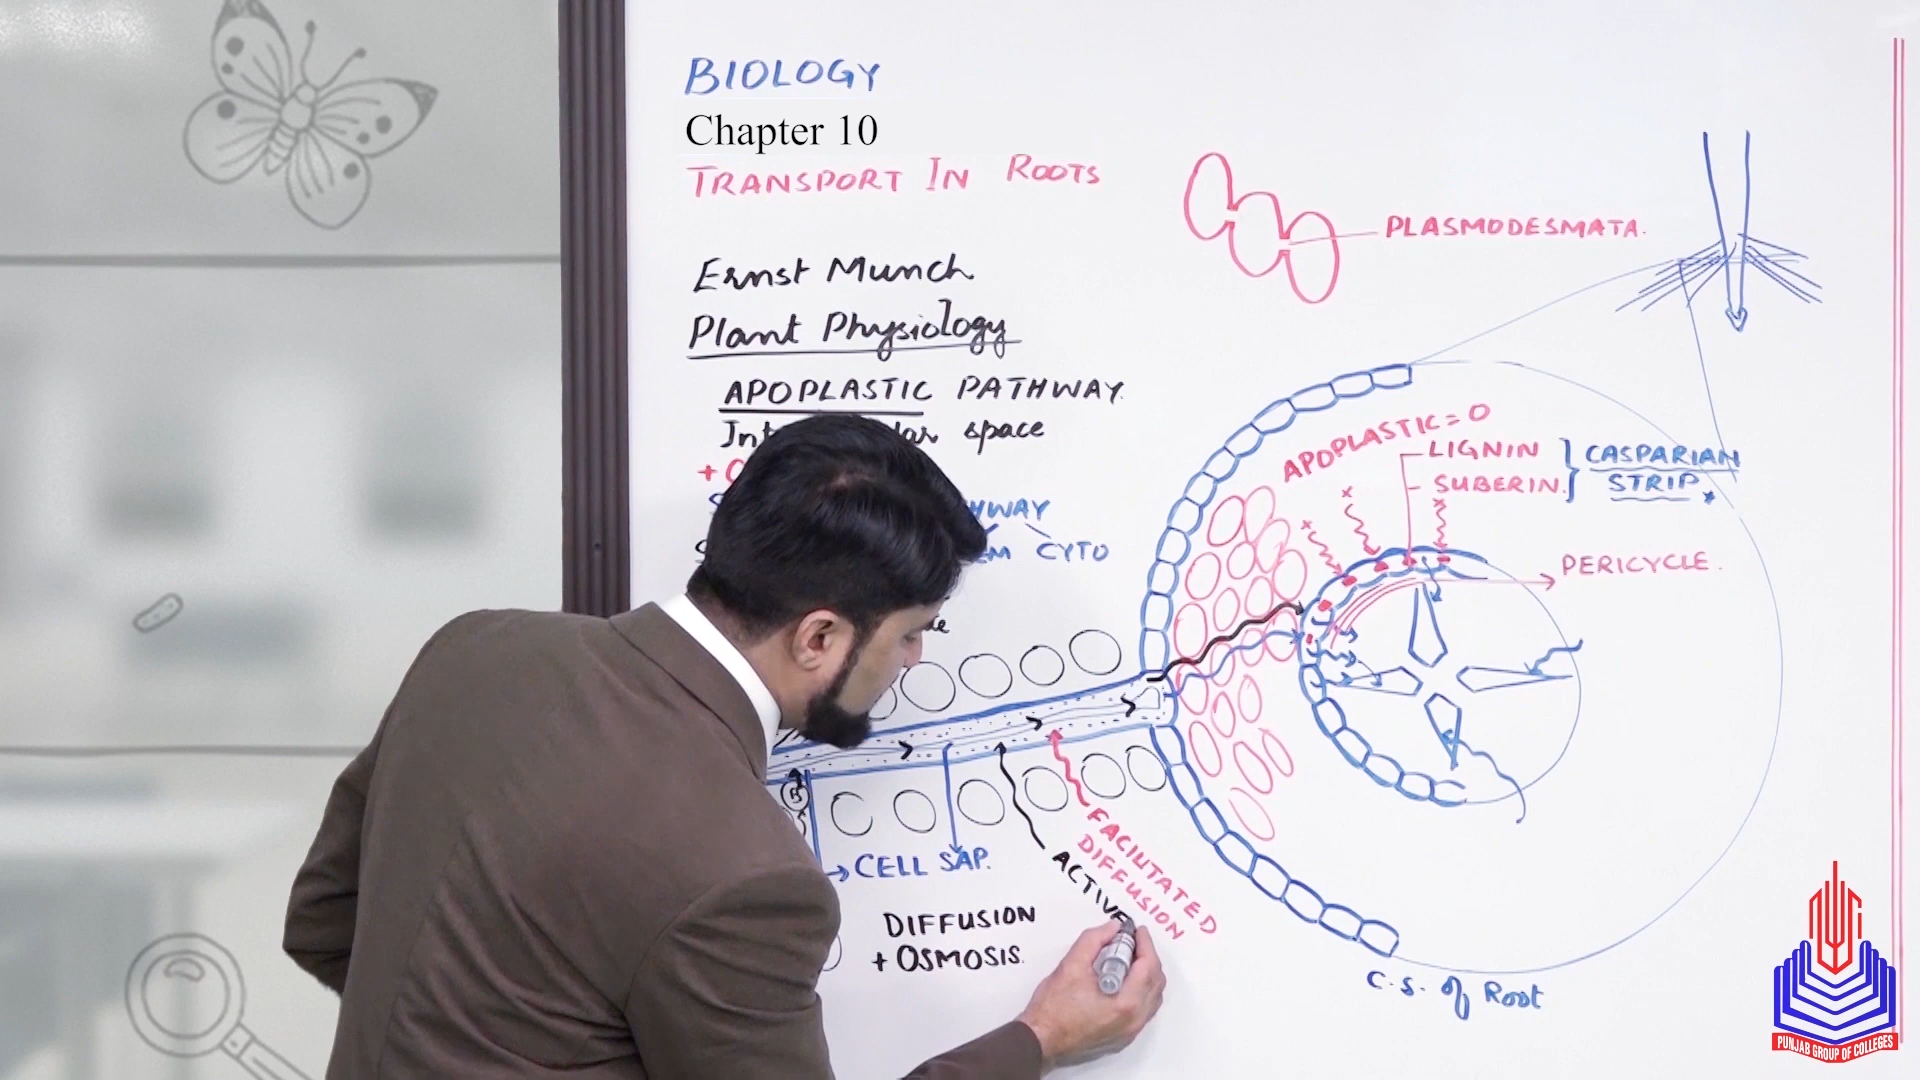 BIOLOGY
Chapter 10
TRANSPORT IN ROOTS
PLASMODESMATA.
Ernst Munch
Plant Physiology
APOPLASTIC PATHWAY.
space
APOPLASTIC = 0
LIGNIN
SUBERIN.
CASPARIAN
STRIP
CYTO
PERICYCLE.
CELL SAP.
FACILITATED
DIFFUSION
ACTIVE
DIFFUSION
+ OSMOSIS.
C.S. of Root
PUNJAB GROUP OF COLLEGES